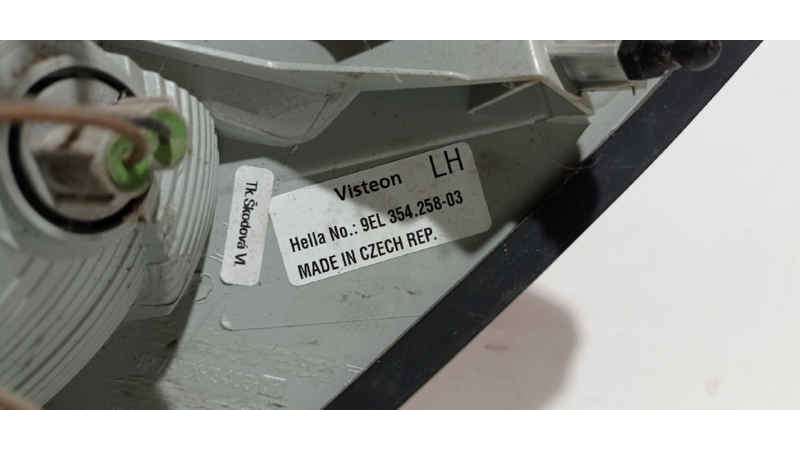 Visteon LH
Hella No.: 9EL 354.258-03
MADE IN CZECH REP.
Tk.Škodová Vl.